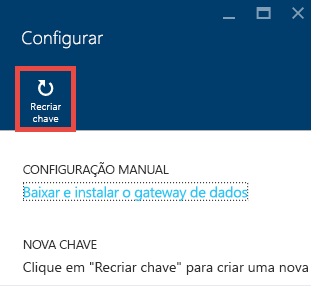 Configurar
Recriar
chave
CONFIGURAÇÃO MANUAL
Baixar e instalar o gateway de dados
NOVA CHAVE
Clique em "Recriar chave" para criar uma nova